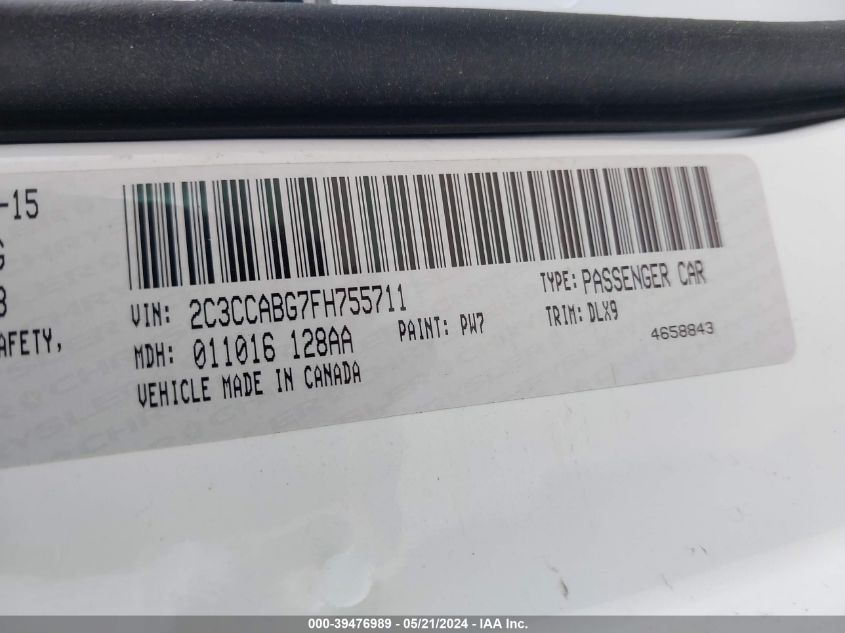 -15
G
3
AFETY,
VIN: 2C3CCABG7FH755711
TYPE: PASSENGER CAR
MDH: 011016 128AA
PAINT: PW7
TRIM: DLX9
VEHICLE MADE IN CANADA
4658843
000-39476989 - 05/21/2024 - IAA Inc.